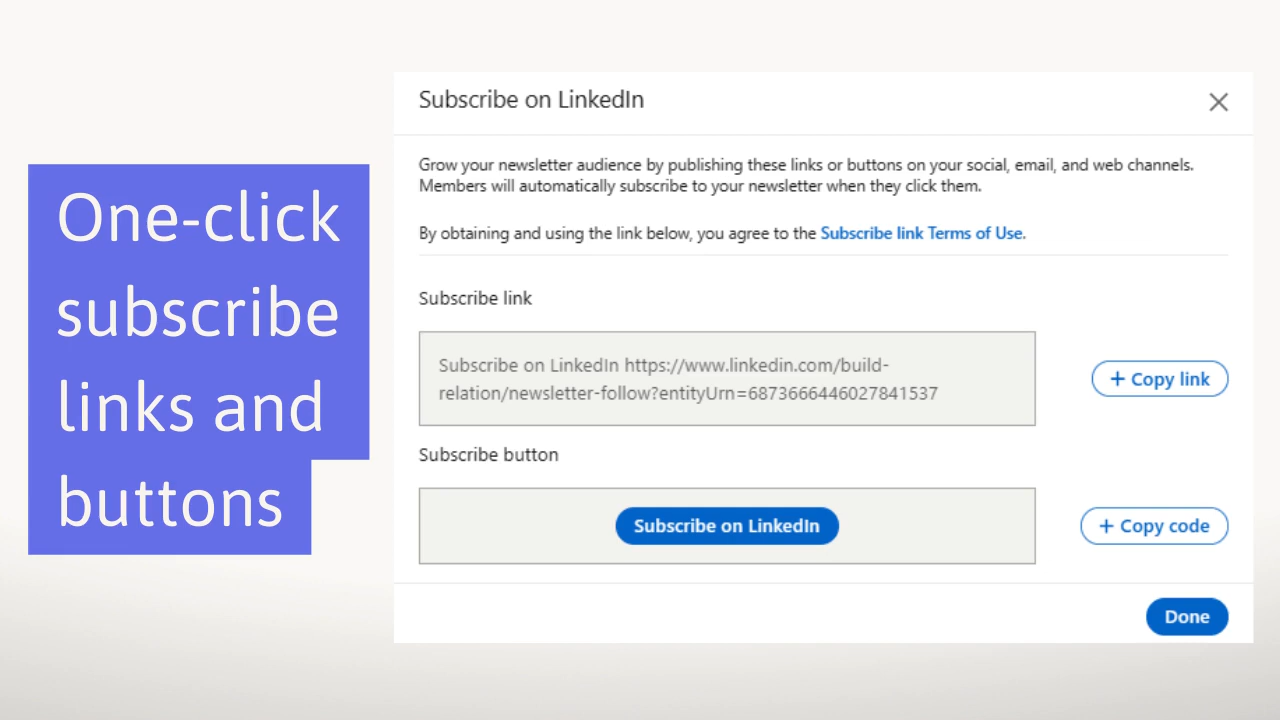 One-click
subscribe
links and
buttons
Subscribe on LinkedIn
Grow your newsletter audience by publishing these links or buttons on your social, email, and web channels.
Members will automatically subscribe to your newsletter when they click them.
By obtaining and using the link below, you agree to the Subscribe link Terms of Use.
Subscribe link
Subscribe on LinkedIn https://www.linkedin.com/build-
relation/newsletter-follow?entityUrn=6873666446027841537
+ Copy link
Subscribe button
Subscribe on LinkedIn
+ Copy code
Done